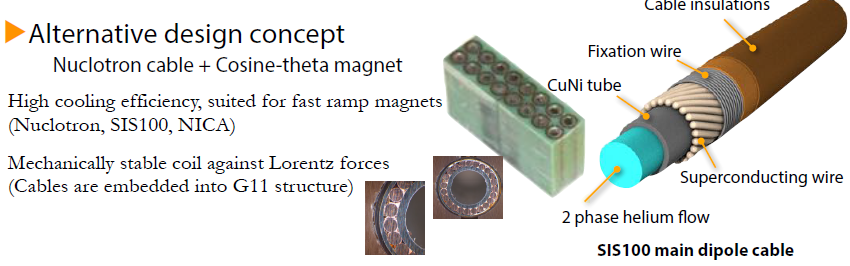 Alternative design concept
Nuclotron cable + Cosine-theta magnet
High cooling efficiency, suited for fast ramp magnets
(Nuclotron, SIS100, NICA)
Mechanically stable coil against Lorentz forces
(Cables are embedded into G11 structure)
Cable insulations
Fixation wire
CuNi tube
Superconducting wire
2 phase helium flow
SIS100 main dipole cable